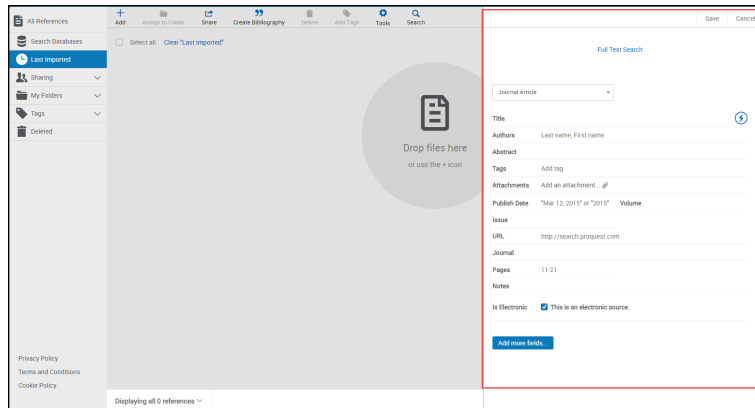 All References
Search Databases
Last Imported
Sharing
My Folders
Tags
Deleted
Privacy Policy
Terms and Conditions
Cookie Policy
Add
Assign to Folder
Share
Create Bibliography
Delete
Add Tags
Tools
Search
Select all Clear "Last Imported"
Drop files here
or use the + icon
Displaying all 0 references
Save Cancel
Full Text Search
Journal Article
Title
Authors Last name, First name
Abstract
Tags Add tag
Attachments Add an attachment...
Publish Date "Mar 12, 2015" or "2015" Volume
Issue
URL http://search.proquest.com
Journal
Pages 11-21
Notes
Is Electronic This is an electronic source.
Add more fields...